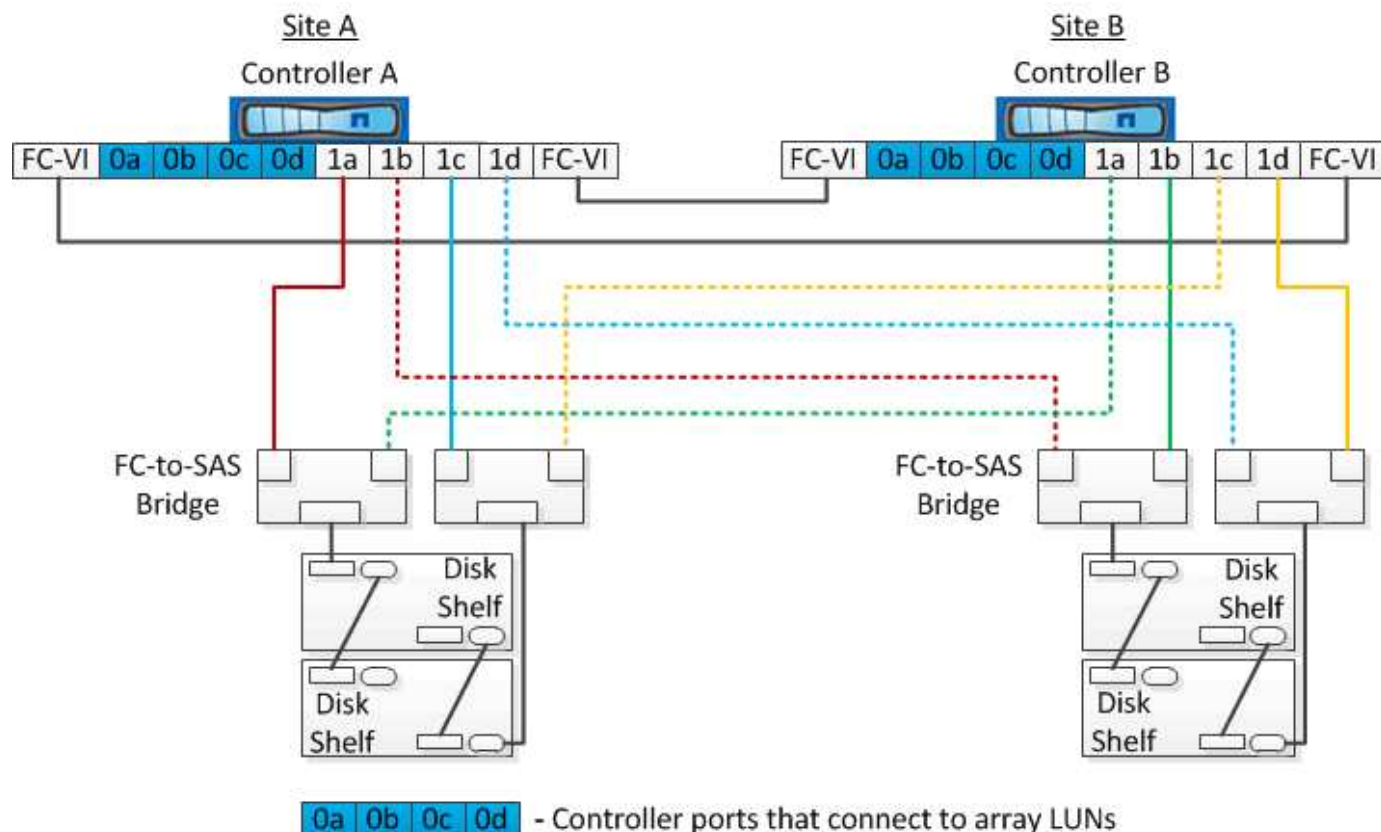 Site A
Site B
Controller A
Controller B
FC-VI 0a 0b 0c 0d 1a 1b 1c 1d FC-VI
FC-VI 0a 0b 0c 0d 1a 1b 1c 1d FC-VI
FC-to-SAS
Bridge
FC-to-SAS
Bridge
Disk
Shelf
Disk
Shelf
Disk
Shelf
Disk
Shelf
0a 0b 0c 0d - Controller ports that connect to array LUNs